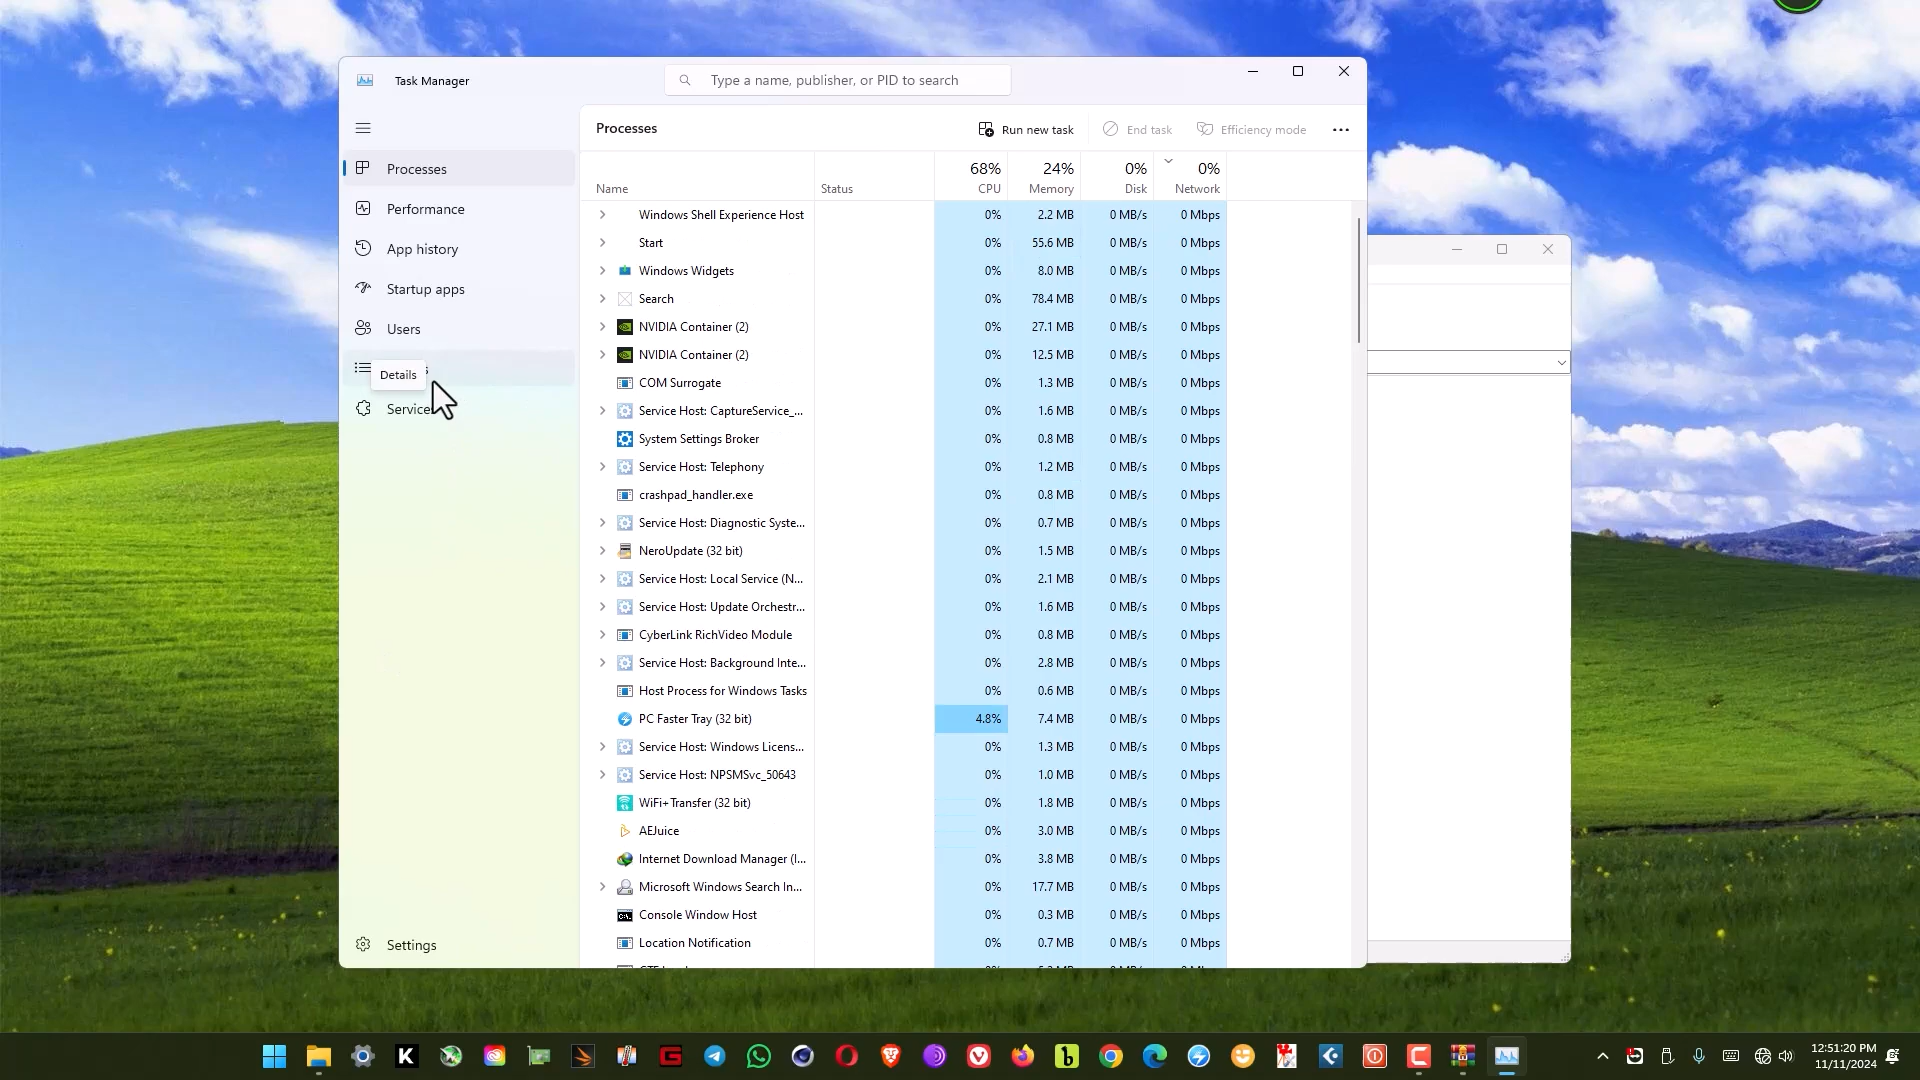 Task Manager
Type a name, publisher, or PID to search
Processes
Run new task
End task
Efficiency mode
Processes
Performance
App history
Startup apps
Users
Details
Service
Settings
68% 24% 0% 0%
Name Status CPU Memory Disk Network
Windows Shell Experience Host 0% 2.2 MB 0 MB/s 0 Mbps
Start 0% 55.6 MB 0 MB/s 0 Mbps
Windows Widgets 0% 8.0 MB 0 MB/s 0 Mbps
Search 0% 78.4 MB 0 MB/s 0 Mbps
NVIDIA Container (2) 0% 27.1 MB 0 MB/s 0 Mbps
NVIDIA Container (2) 0% 12.5 MB 0 MB/s 0 Mbps
COM Surrogate 0% 1.3 MB 0 MB/s 0 Mbps
Service Host: CaptureService_... 0% 1.6 MB 0 MB/s 0 Mbps
System Settings Broker 0% 0.8 MB 0 MB/s 0 Mbps
Service Host: Telephony 0% 1.2 MB 0 MB/s 0 Mbps
crashpad_handler.exe 0% 0.8 MB 0 MB/s 0 Mbps
Service Host: Diagnostic Syste... 0% 0.7 MB 0 MB/s 0 Mbps
NeroUpdate (32 bit) 0% 1.5 MB 0 MB/s 0 Mbps
Service Host: Local Service (N... 0% 2.1 MB 0 MB/s 0 Mbps
Service Host: Update Orchestr... 0% 1.6 MB 0 MB/s 0 Mbps
CyberLink RichVideo Module 0% 0.8 MB 0 MB/s 0 Mbps
Service Host: Background Inte... 0% 2.8 MB 0 MB/s 0 Mbps
Host Process for Windows Tasks 0% 0.6 MB 0 MB/s 0 Mbps
PC Faster Tray (32 bit) 4.8% 7.4 MB 0 MB/s 0 Mbps
Service Host: Windows Licens... 0% 1.3 MB 0 MB/s 0 Mbps
Service Host: NPSMSvc_50643 0% 1.0 MB 0 MB/s 0 Mbps
WiFi+Transfer (32 bit) 0% 1.8 MB 0 MB/s 0 Mbps
AEJuice 0% 3.0 MB 0 MB/s 0 Mbps
Internet Download Manager (I... 0% 3.8 MB 0 MB/s 0 Mbps
Microsoft Windows Search In... 0% 17.7 MB 0 MB/s 0 Mbps
Console Window Host 0% 0.3 MB 0 MB/s 0 Mbps
Location Notification 0% 0.7 MB 0 MB/s 0 Mbps
12:51:20 PM
11/11/2024